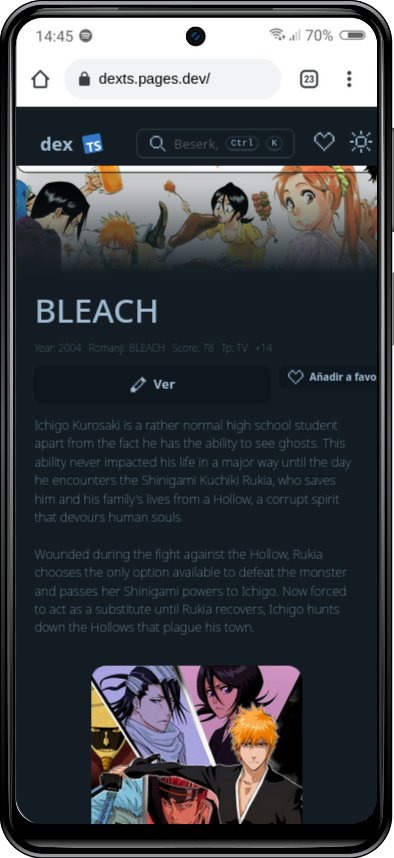 14:45 70%
dexts.pages.dev/ 23
dex TS Beserk, Ctrl K
BLEACH
Year: 2004 Romanji: BLEACH Score: 78 Tp: TV +14
Ver Añadir a favo
Ichigo Kurosaki is a rather normal high school student
apart from the fact he has the ability to see ghosts. This
ability never impacted his life in a major way until the day
he encounters the Shinigami Kuchiki Rukia, who saves
him and his family's lives from a Hollow, a corrupt spirit
that devours human souls.
Wounded during the fight against the Hollow, Rukia
chooses the only option available to defeat the monster
and passes her Shinigami powers to Ichigo. Now forced
to act as a substitute until Rukia recovers, Ichigo hunts
down the Hollows that plague his town.